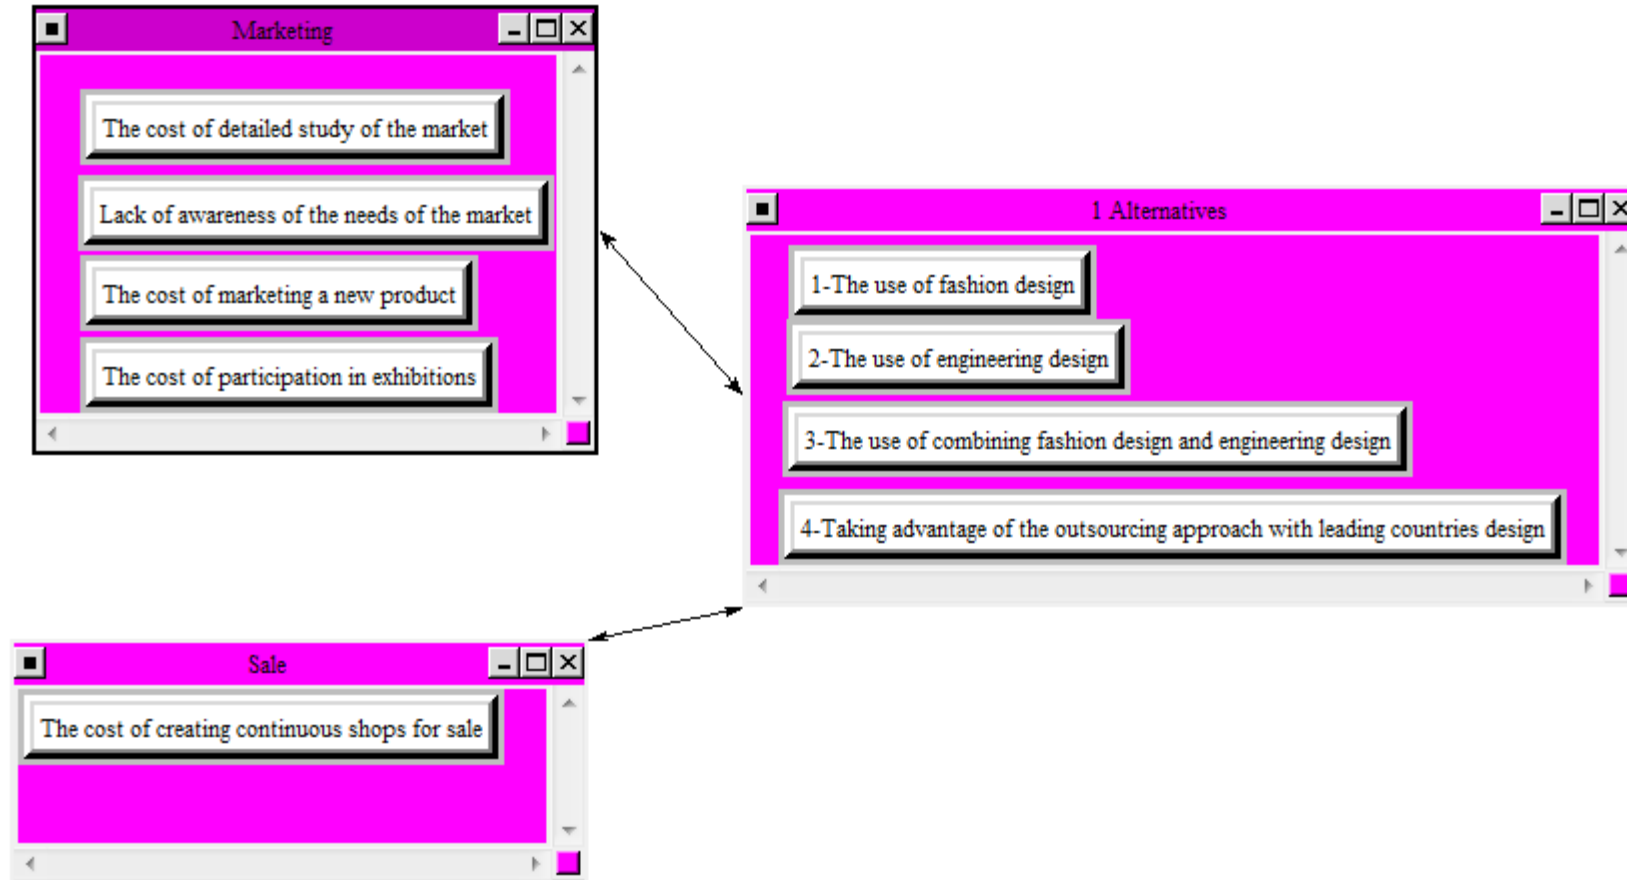 Marketing
The cost of detailed study of the market
Lack of awareness of the needs of the market
The cost of marketing a new product
The cost of participation in exhibitions
1 Alternatives
1-The use of fashion design
2-The use of engineering design
3-The use of combining fashion design and engineering design
4-Taking advantage of the outsourcing approach with leading countries design
Sale
The cost of creating continuous shops for sale